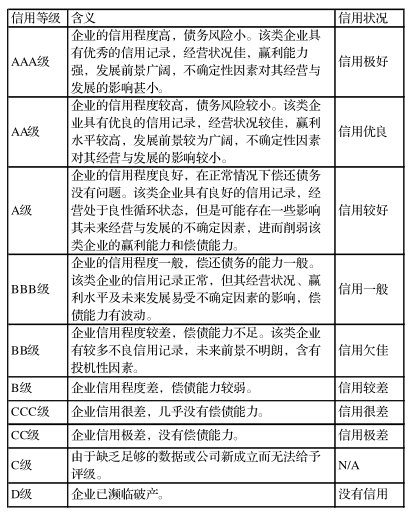 信用等级 含义 信用状况
企业的信用程度高，债务风险小。该类企业具
有优秀的信用记录，经营状况佳，赢利能力
AAA级 强，发展前景广阔，不确定性因素对其经营与 信用极好
发展的影响甚小。
企业的信用程度较高，债务风险较小。该类企
业具有优良的信用记录，经营状况较佳，赢利
AA级 水平较高，发展前景较为广阔，不确定性因素 信用优良
对其经营与发展的影响较小。
企业的信用程度良好，在正常情况下偿还债务
没有问题。该类企业具有良好的信用记录，经
A级 营处于良性循环状态，但是可能存在一些影响 信用较好
其未来经营与发展的不确定因素，进而削弱该
类企业的赢利能力和偿债能力。
企业的信用程度一般，偿还债务的能力一般。
该类企业的信用记录正常，但其经营状况、赢
BBB级 利水平及未来发展易受不确定因素的影响，偿 信用一般
债能力有波动。
企业信用程度较差，偿债能力不足。该类企业
BB级 有较多不良信用记录，未来前景不明朗，含有 信用欠佳
投机性因素。
B级 企业信用程度差，偿债能力较弱。 信用较差
CCC级 企业信用很差，几乎没有偿债能力。 信用很差
CC级 企业信用极差，没有偿债能力。 信用极差
C级 由于缺乏足够的数据或公司新成立而无法给予 N/A
评级。
D级 企业已濒临破产。 没有信用